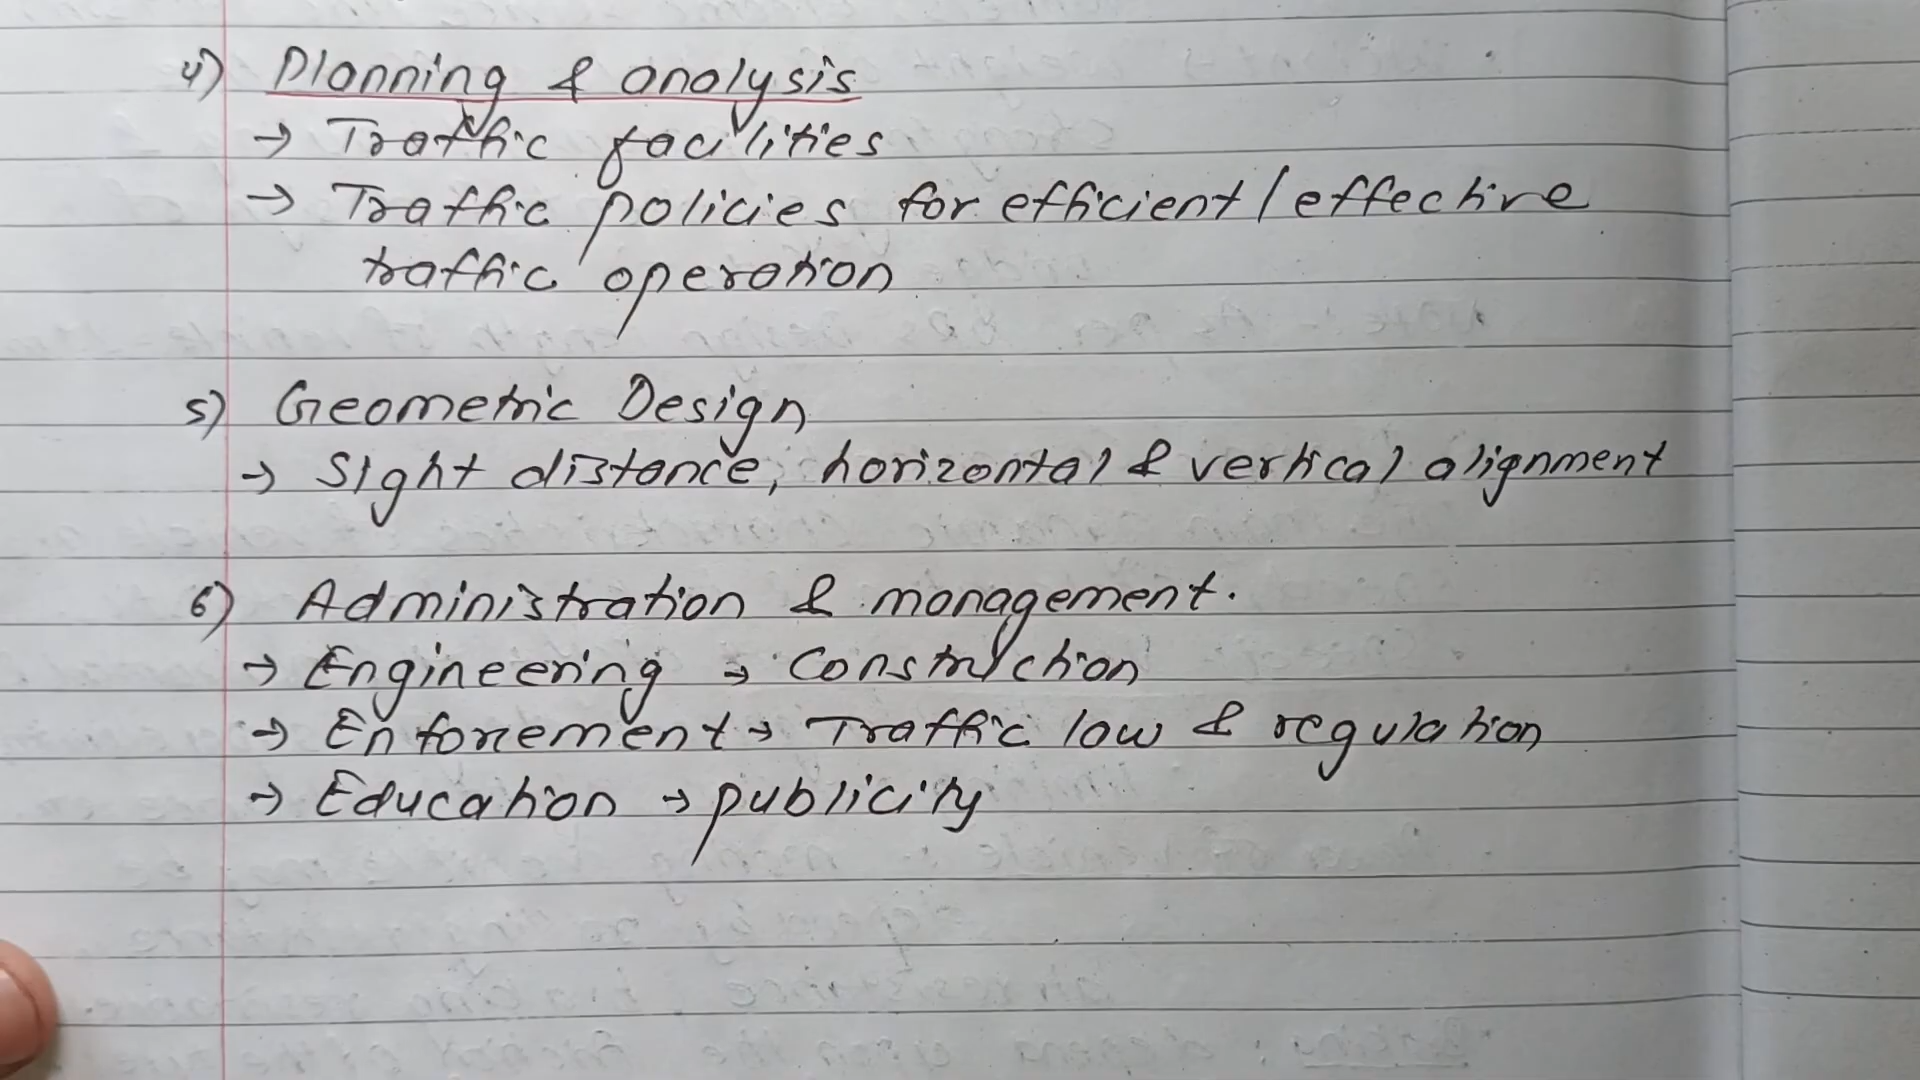 4) Planning & analysis
→ Traffic facilities
→ Traffic policies for efficient / effective
traffic operation
5) Geometric Design
→ Sight distance, horizontal & vertical alignment
6) Administration & management.
→ Engineering → Construction
→ Enforcement → Traffic law & regulation
→ Education → publicity